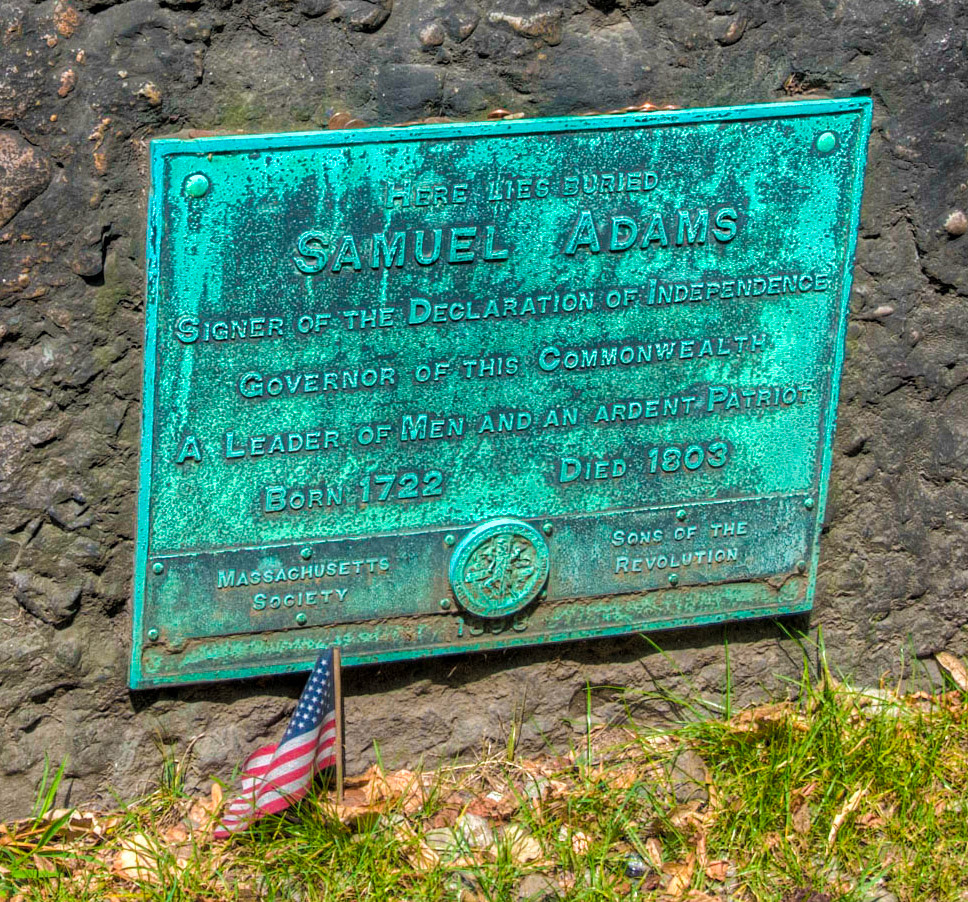 HERE LIES BURIED
SAMUEL ADAMS
SIGNER OF THE DECLARATION OF INDEPENDENCE
GOVERNOR OF THIS COMMONWEALTH
A LEADER OF MEN AND AN ARDENT PATRIOT
BORN 1722 DIED 1803
MASSACHUSETTS
SOCIETY
SONS OF THE
REVOLUTION
1898